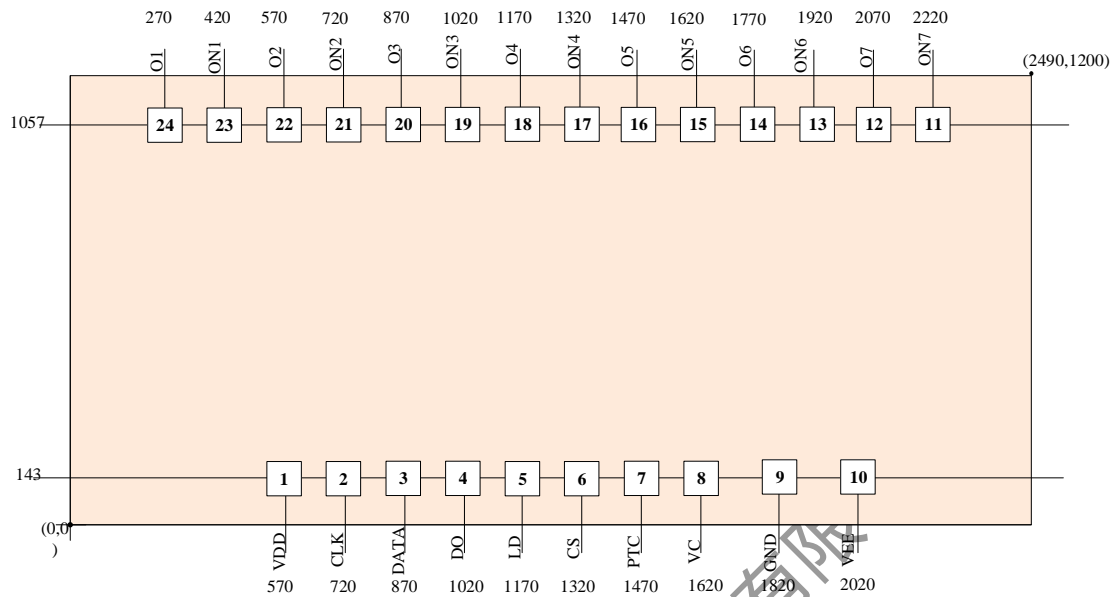 270 420 570 720 870 1020 1170 1320 1470 1620 1770 1920 2070 2220
O1 ON1 O2 ON2 O3 ON3 O4 ON4 O5 ON5 O6 ON6 O7 ON7
(2490,1200)
1057
24 23 22 21 20 19 18 17 16 15 14 13 12 11
143
1 2 3 4 5 6 7 8 9 10
(0,0
)
VDD CLK DATA DO LD CS PTC VC GND VEE
570 720 870 1020 1170 1320 1470 1620 1820 2020
有限